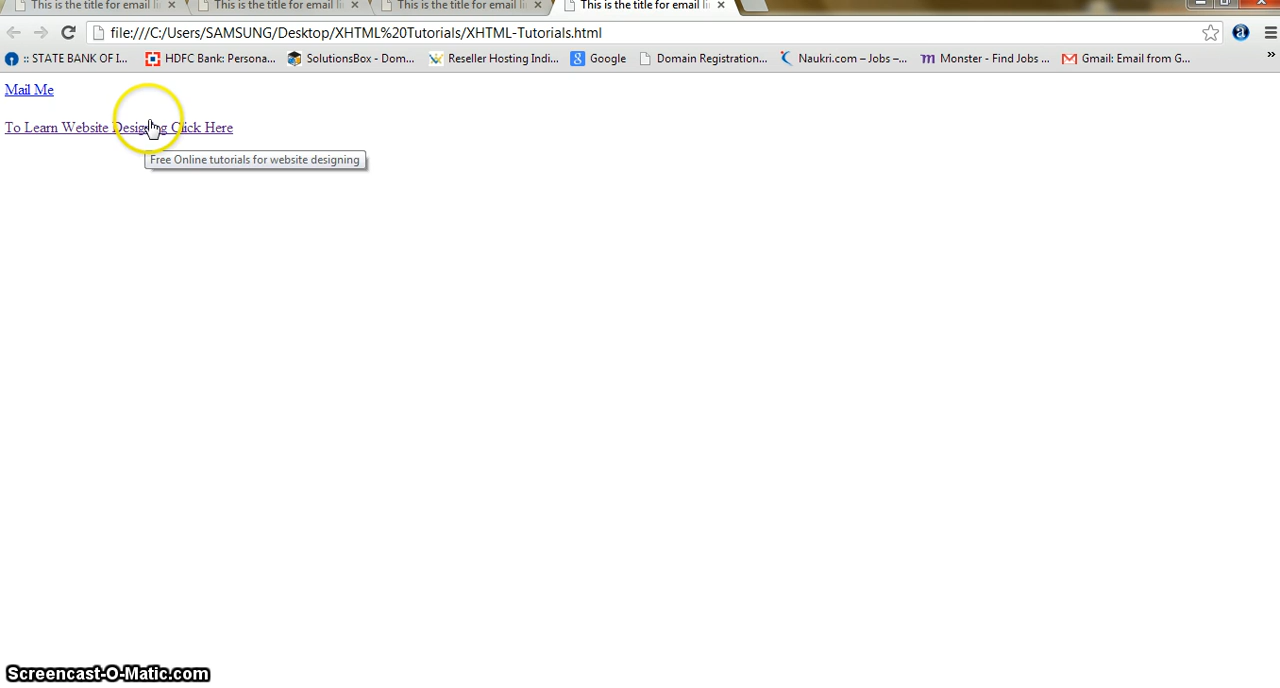 This is the title for email li This is the title for email li This is the title for email li This is the title for email li
file:///C:/Users/SAMSUNG/Desktop/XHTML%20Tutorials/XHTML-Tutorials.html
:: STATE BANK OF I... HDFC Bank: Persona... SolutionsBox - Dom... Reseller Hosting Indi... Google Domain Registration... Naukri.com – Jobs –... Monster - Find Jobs ... Gmail: Email from G... »
Mail Me
To Learn Website Designing Click Here
Free Online tutorials for website designing
Screencast-O-Matic.com